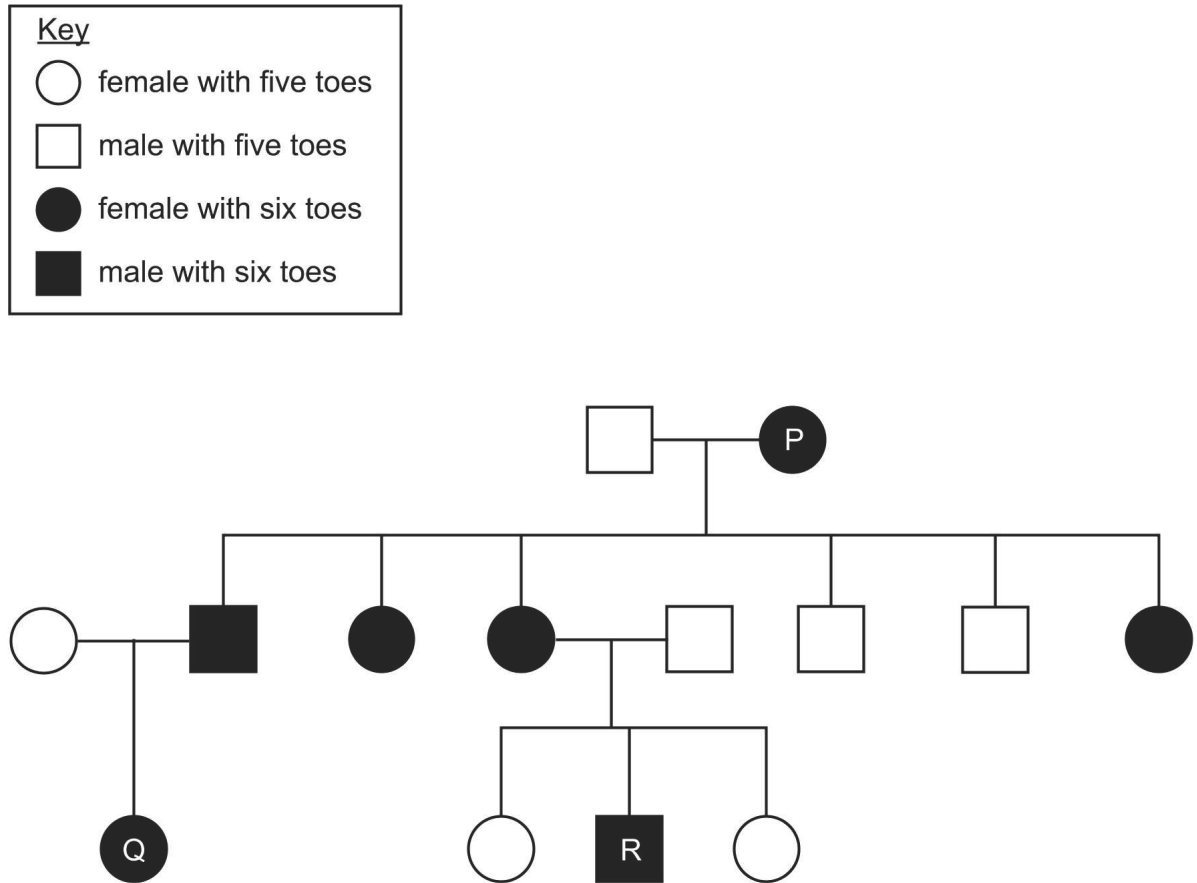 Key
female with five toes
male with five toes
female with six toes
male with six toes
P
Q
R